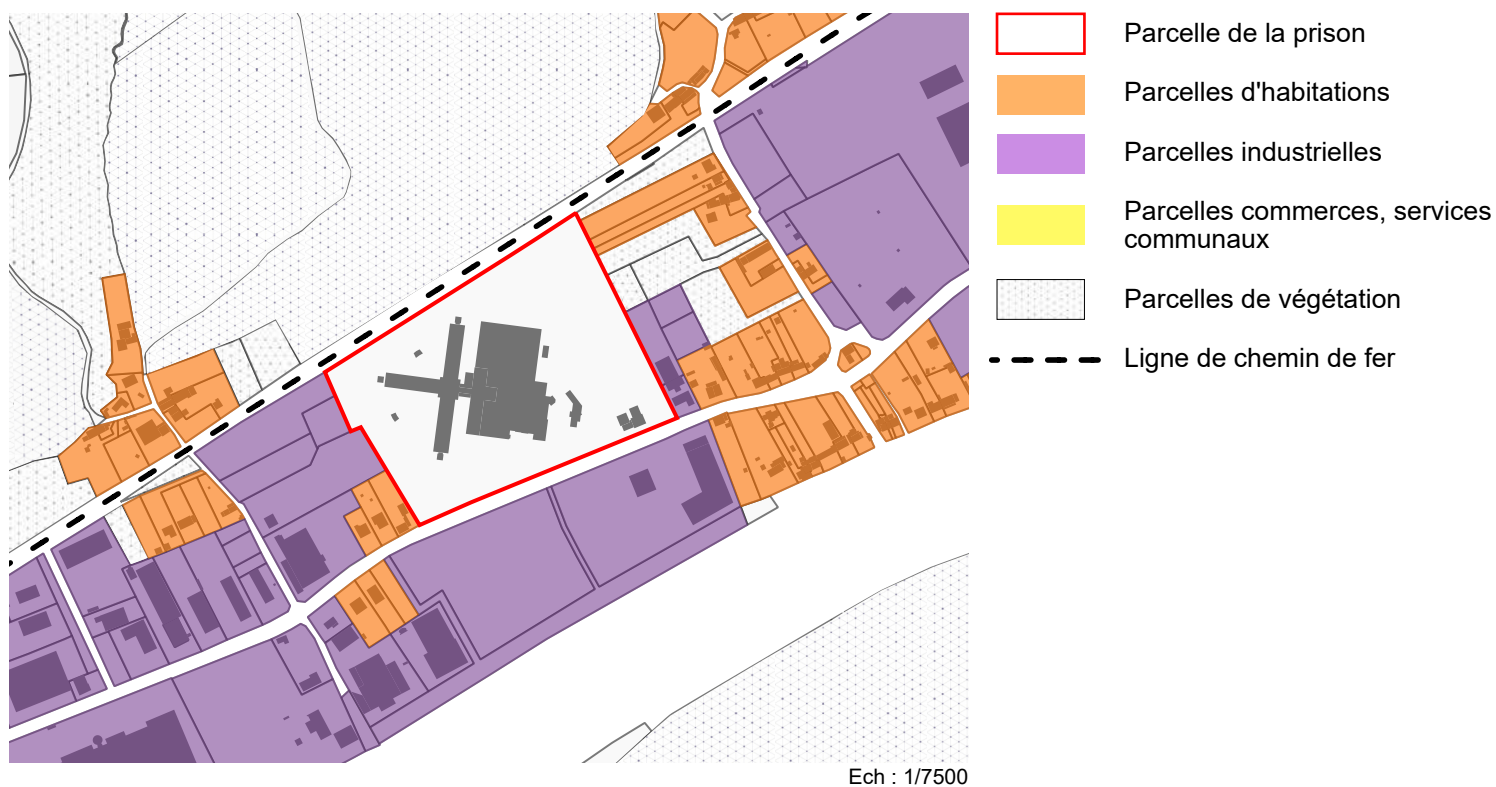 Parcelle de la prison
Parcelles d'habitations
Parcelles industrielles
Parcelles commerces, services
communaux
Parcelles de végétation
Ligne de chemin de fer
Ech : 1/7500